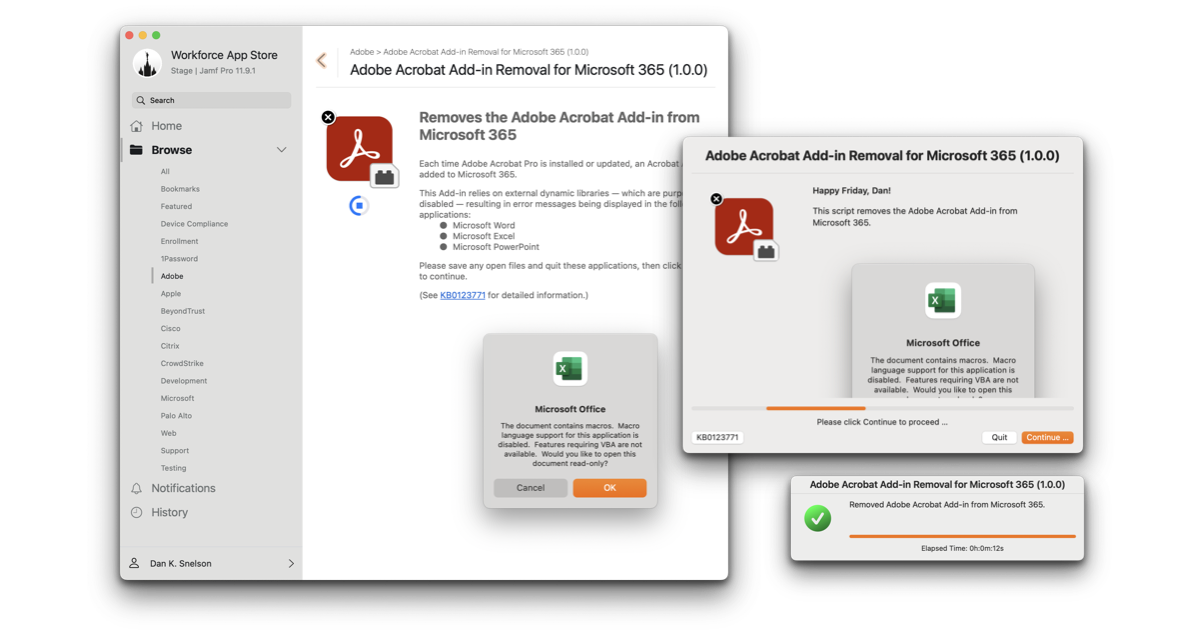 Workforce App Store
Stage | Jamf Pro 11.9.1
Search
Home
Browse
All
Bookmarks
Featured
Device Compliance
Enrollment
1Password
Adobe
Apple
BeyondTrust
Cisco
Citrix
CrowdStrike
Development
Microsoft
Palo Alto
Web
Support
Testing
Notifications
History
Dan K. Snelson
Adobe > Adobe Acrobat Add-in Removal for Microsoft 365 (1.0.0)
Adobe Acrobat Add-in Removal for Microsoft 365 (1.0.0)
Removes the Adobe Acrobat Add-in from
Microsoft 365
Each time Adobe Acrobat Pro is installed or updated, an Acrobat
added to Microsoft 365.
This Add-in relies on external dynamic libraries — which are purp
disabled — resulting in error messages being displayed in the foll
applications:
● Microsoft Word
● Microsoft Excel
● Microsoft PowerPoint
Please save any open files and quit these applications, then click
to continue.
(See KB0123771 for detailed information.)
Microsoft Office
The document contains macros. Macro
language support for this application is
disabled. Features requiring VBA are not
available. Would you like to open this
document read-only?
Cancel
OK
Adobe Acrobat Add-in Removal for Microsoft 365 (1.0.0)
Happy Friday, Dan!
This script removes the Adobe Acrobat Add-in from
Microsoft 365.
Microsoft Office
The document contains macros. Macro
language support for this application is
disabled. Features requiring VBA are not
available. Would you like to open this
Please click Continue to proceed ...
KB0123771
Quit
Continue ...
Adobe Acrobat Add-in Removal for Microsoft 365 (1.0.0)
Removed Adobe Acrobat Add-in from Microsoft 365.
Elapsed Time: 0h:0m:12s